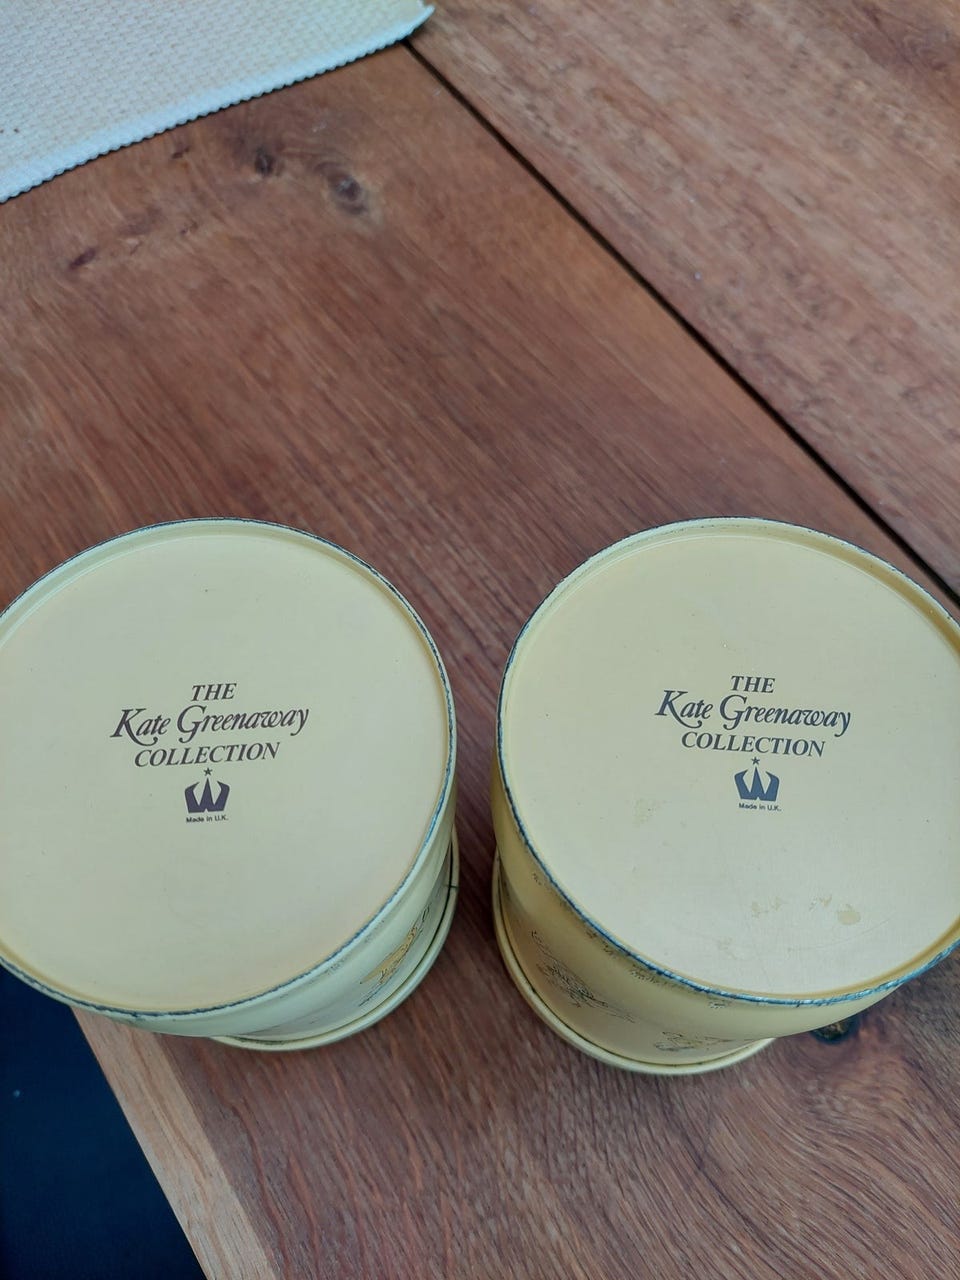 THE
Kate Greenaway
COLLECTION
Made in U.K.
THE
Kate Greenaway
COLLECTION
Made in U.K.